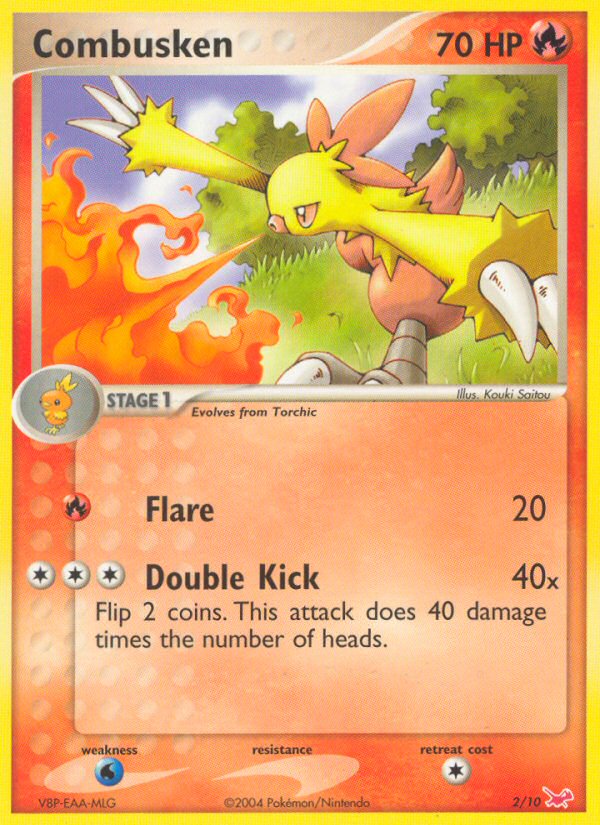 Combusken 70 HP
Illus. Kouki Saitou
STAGE 1
Evolves from Torchic
Flare 20
Double Kick 40x
Flip 2 coins. This attack does 40 damage
times the number of heads.
weakness resistance retreat cost
V8P-EAA-MLG ©2004 Pokémon/Nintendo 2/10